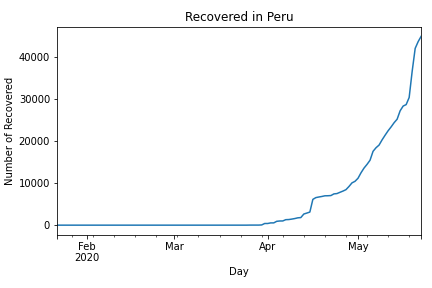 Recovered in Peru
Number of Recovered
40000
30000
20000
10000
0
Feb
2020
Mar
Apr
May
Day